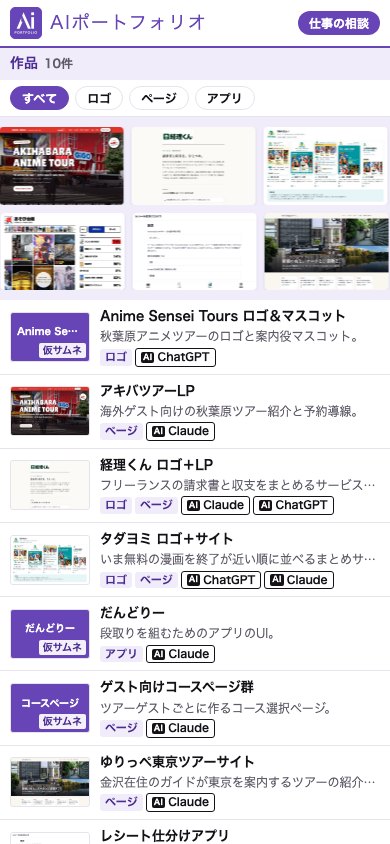 Ai
PORTFOLIO
AIポートフォリオ
仕事の相談
作品 10件
すべて
ロゴ
ページ
アプリ
AKIHABARA
ANIME TOUR
GiGO
経理くん
Anime Se…
仮サムネ
Anime Sensei Tours ロゴ&マスコット
秋葉原アニメツアーのロゴと案内役マスコット。
ロゴ AI ChatGPT
AKIHABARA
ANIME TOUR
アキバツアーLP
海外ゲスト向けの秋葉原ツアー紹介と予約導線。
ページ AI Claude
経理くん
経理くん ロゴ+LP
フリーランスの請求書と収支をまとめるサービス…
ロゴ ページ AI Claude AI ChatGPT
タダヨミ ロゴ+サイト
いま無料の漫画を終了が近い順に並べるまとめサ…
ロゴ ページ AI ChatGPT AI Claude
だんどりー
仮サムネ
だんどりー
段取りを組むためのアプリのUI。
アプリ AI Claude
コースページ
仮サムネ
ゲスト向けコースページ群
ツアーゲストごとに作るコース選択ページ。
ページ AI Claude
ゆりっぺ東京ツアーサイト
金沢在住のガイドが東京を案内するツアーの紹介…
ページ AI Claude
レシート仕分けアプリ